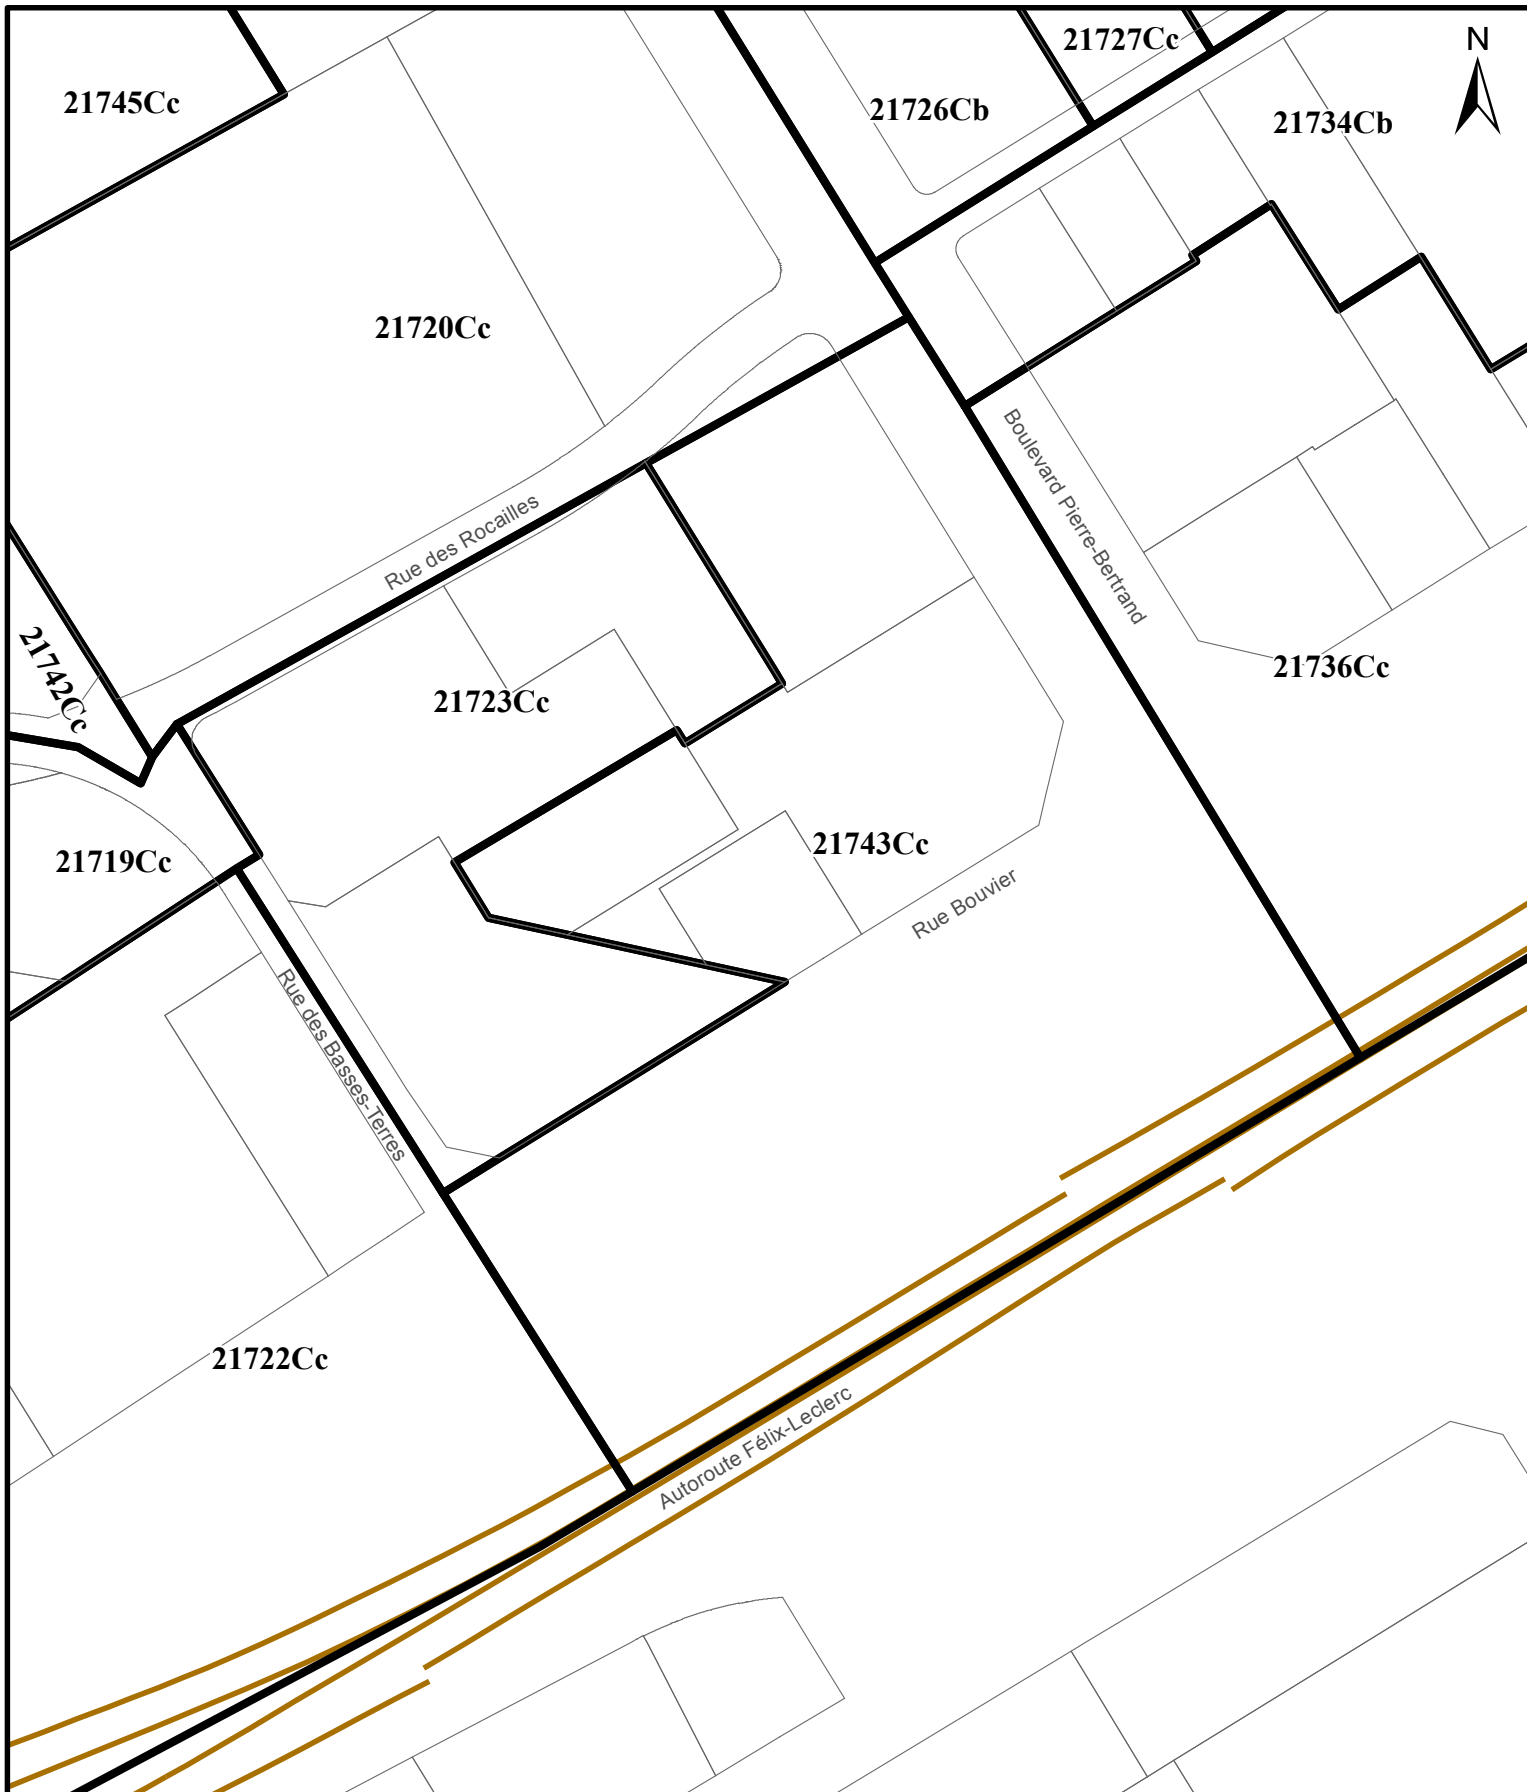 21727Cc
N
21745Cc
21726Cb
21734Cb
21720Cc
Boulevard Pierre-Bertrand
Rue des Rocailles
21742Cc
21736Cc
21723Cc
21743Cc
21719Cc
Rue Bouvier
Rue des Basses-Terres
21722Cc
Autoroute Félix-Leclerc